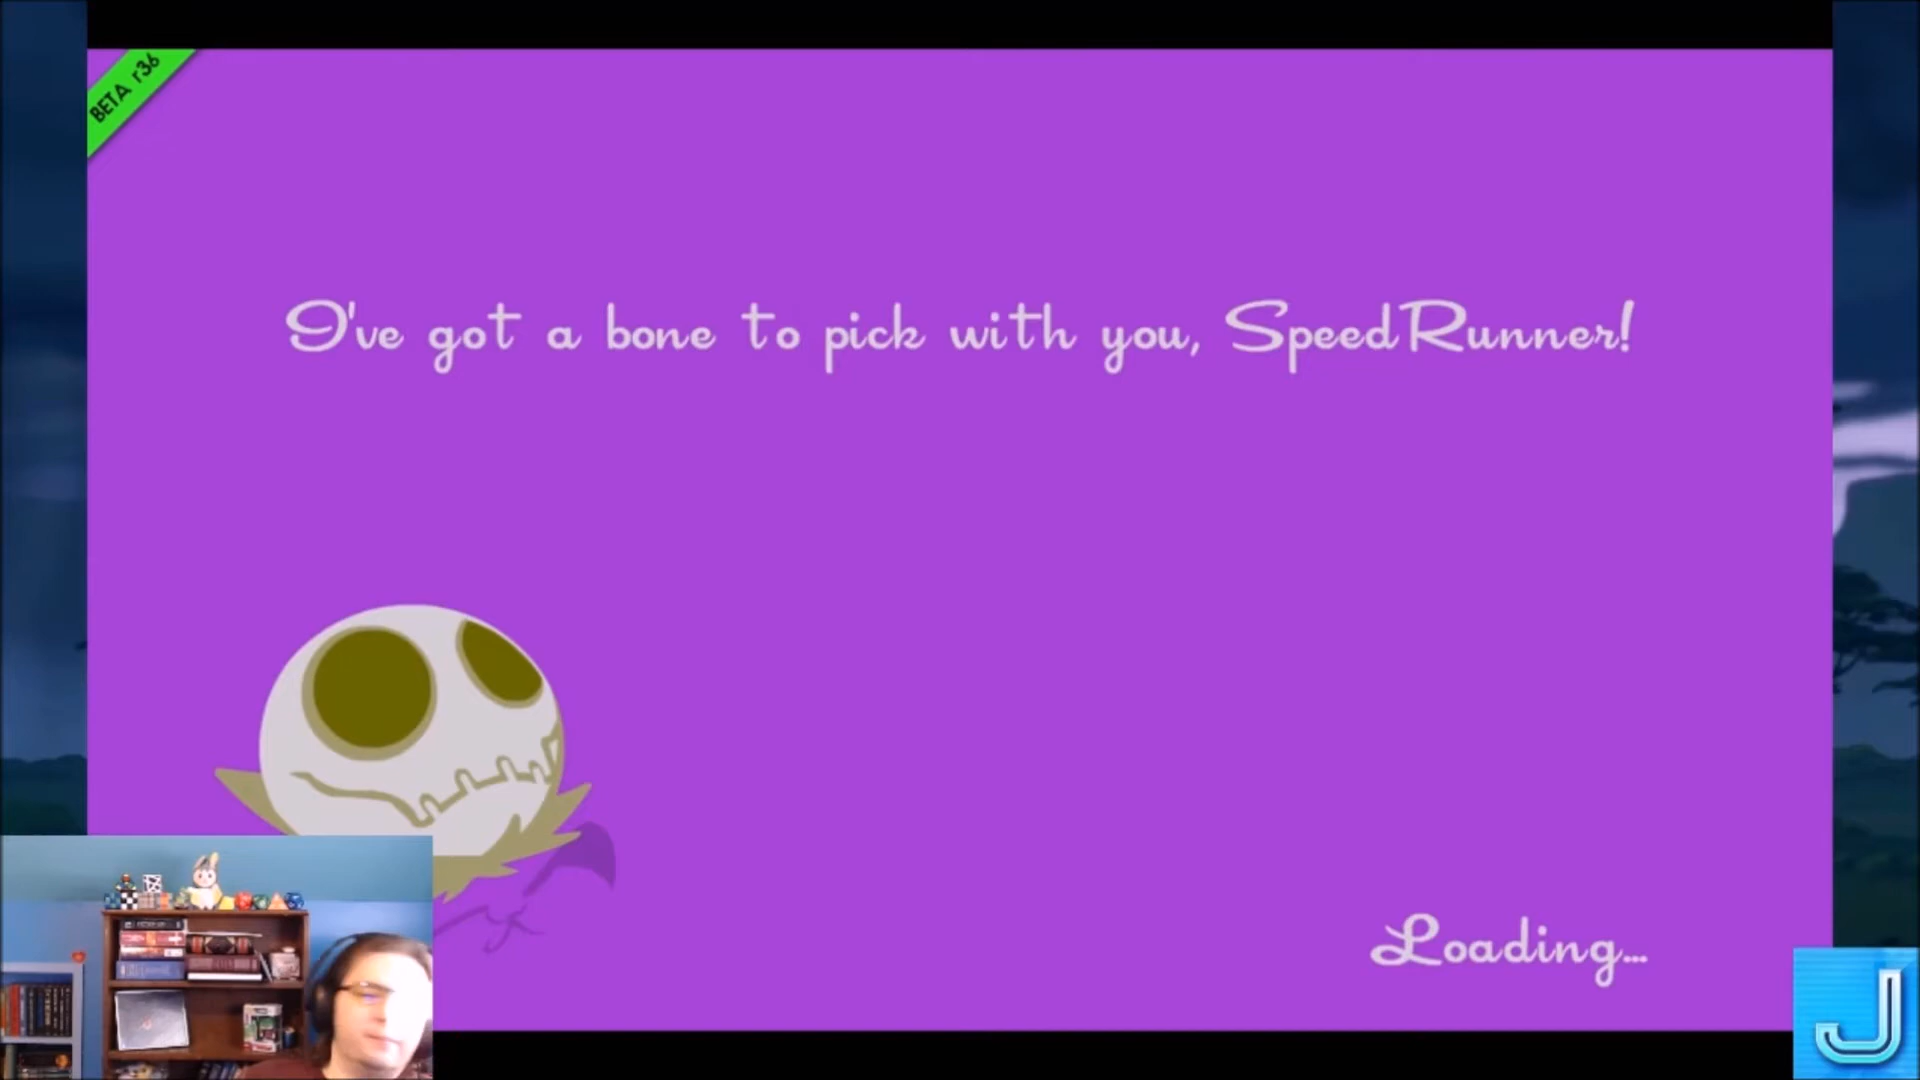 BETA r36
I've got a bone to pick with you, SpeedRunner!
Loading...
J